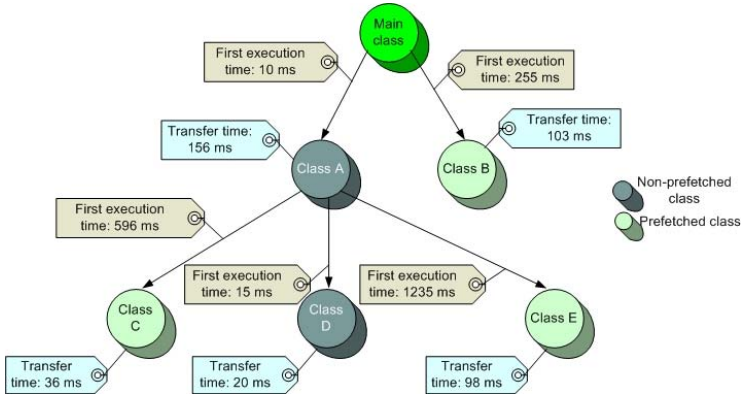 Main
class
First execution
time: 10 ms
First execution
time: 255 ms
Transfer time:
156 ms
Transfer time:
103 ms
Class A
Class B
Non-prefetched
class
Prefetched class
First execution
time: 596 ms
First execution
time: 15 ms
First execution
time: 1235 ms
Class
C
Class
D
Class E
Transfer
time: 36 ms
Transfer
time: 20 ms
Transfer
time: 98 ms